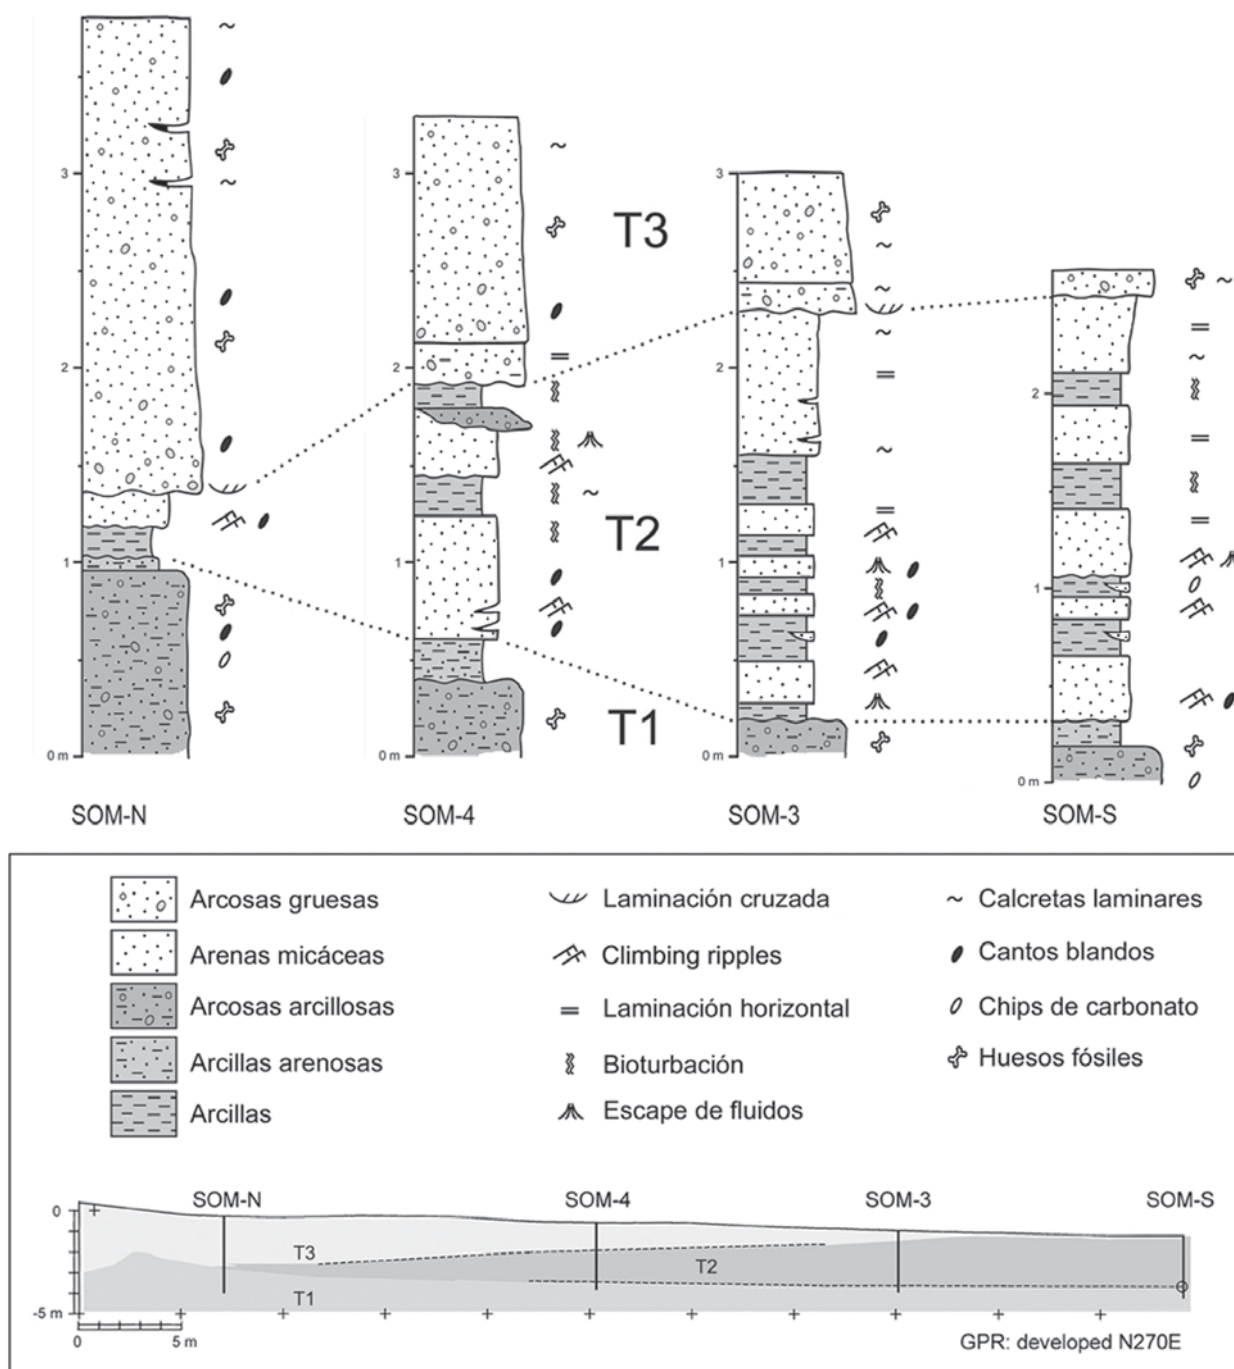 3
2
1
0 m
SOM-N
3
2
1
0 m
SOM-4
T3
T2
T1
3
2
1
0 m
SOM-3
2
1
0 m
SOM-S
Arcosas gruesas
Arenas micáceas
Arcosas arcillosas
Arcillas arenosas
Arcillas
Laminación cruzada
Climbing ripples
Laminación horizontal
Bioturbación
Escape de fluidos
Calcretas laminares
Cantos blandos
Chips de carbonato
Huesos fósiles
SOM-N SOM-4 SOM-3 SOM-S
0
T3
T2
T1
-5 m
0 5 m
GPR: developed N270E